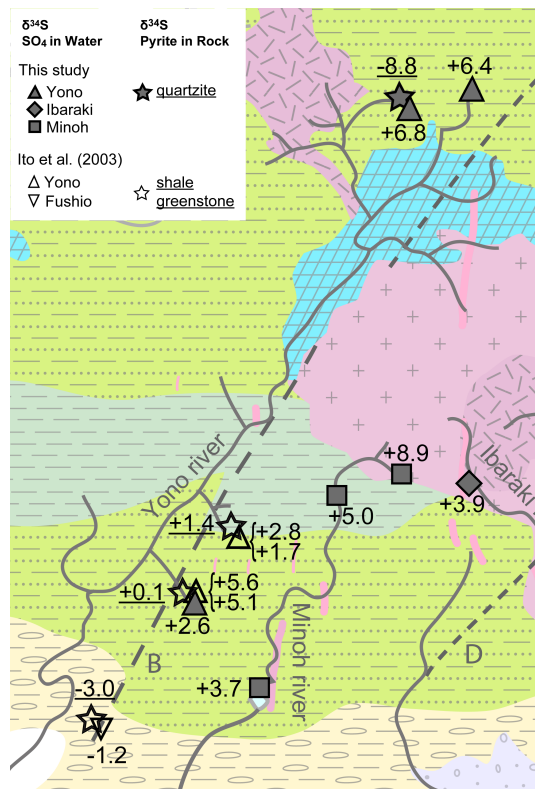 δ³⁴S
SO₄ in Water
δ³⁴S
Pyrite in Rock
This study
Yono
Ibaraki
Minoh
quartzite
Ito et al. (2003)
Yono
Fushio
shale
greenstone
-8.8
+6.4
+6.8
Yono river
+8.9
Ibaraki
+5.0
+3.9
+1.4
+2.8
+1.7
+0.1
+5.6
+5.1
+2.6
B
Minoh river
D
-3.0
+3.7
-1.2